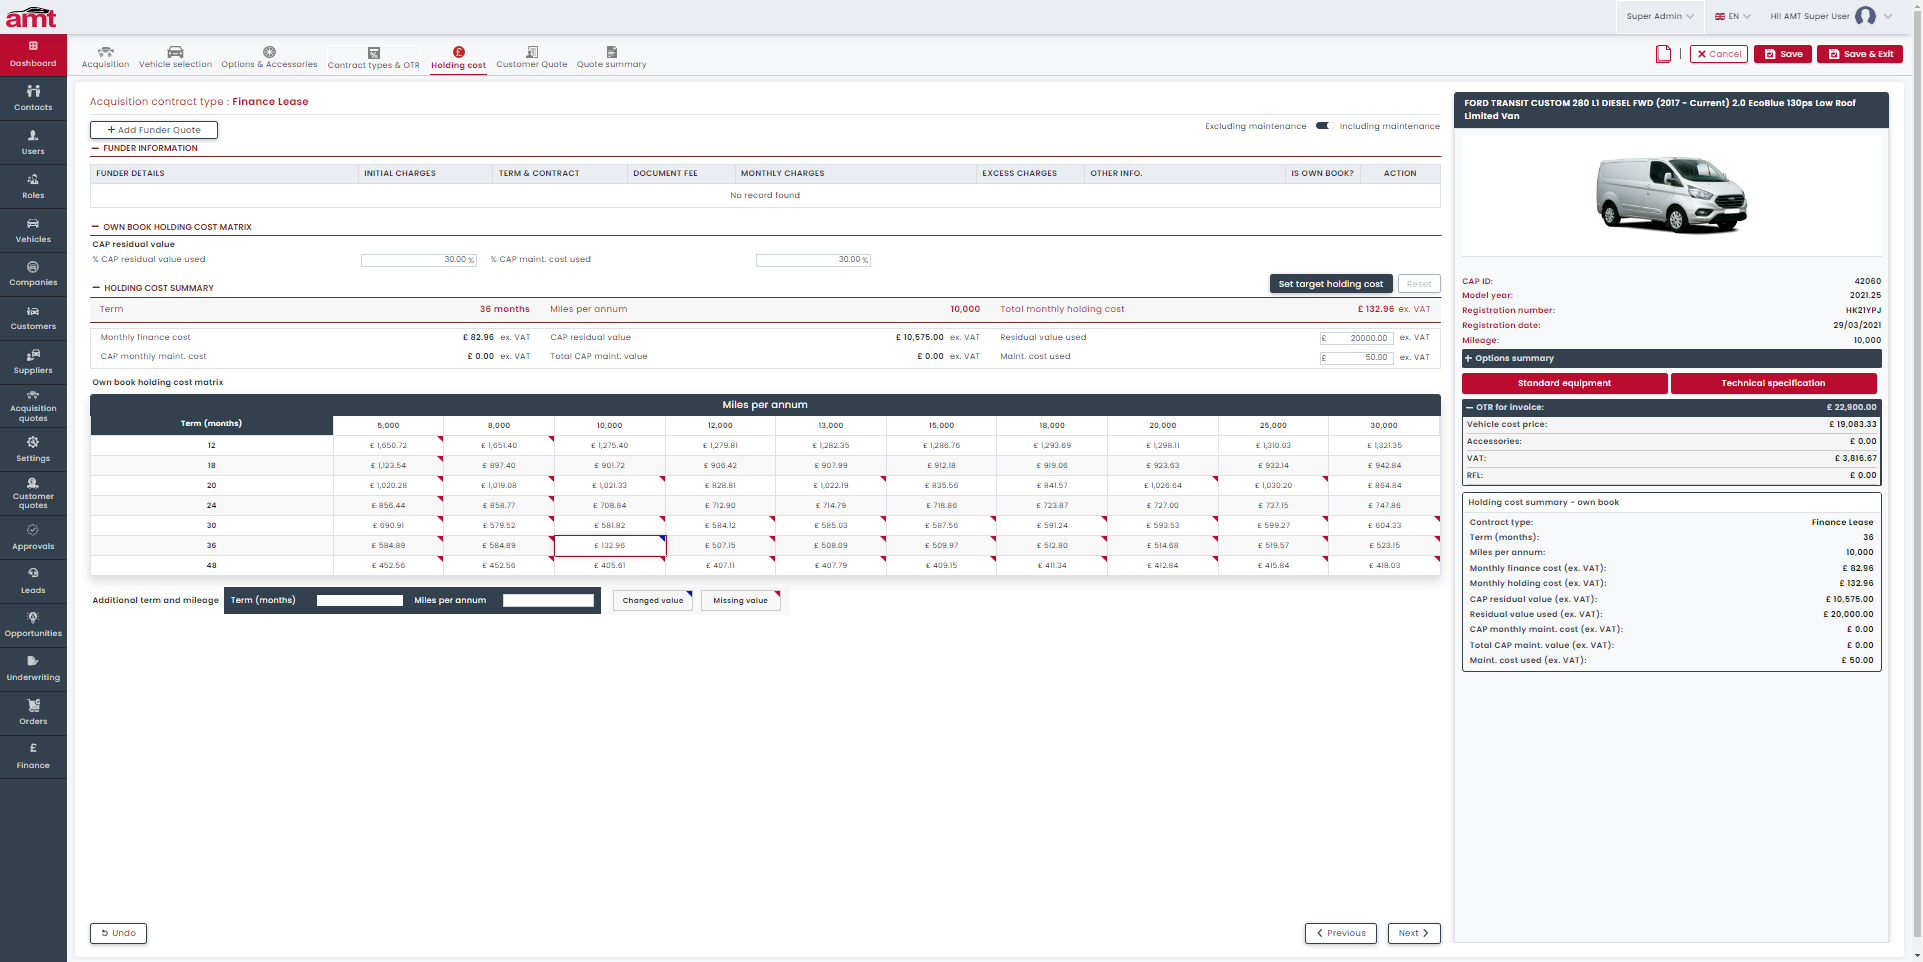 amt
Super Admin
EN
Hi! AMT Super User
Dashboard
Contacts
Users
Roles
Vehicles
Companies
Customers
Suppliers
Acquisition
quotes
Settings
Customer
quotes
Approvals
Leads
Opportunities
Underwriting
Orders
£
Finance
Acquisition
Vehicle selection
Options & Accessories
Contract types & OTR
Holding cost
Customer Quote
Quote summary
Cancel
Save
Save & Exit
Acquisition contract type : Finance Lease
+ Add Funder Quote
Excluding maintenance
Including maintenance
FUNDER INFORMATION
FUNDER DETAILS INITIAL CHARGES TERM & CONTRACT DOCUMENT FEE MONTHLY CHARGES EXCESS CHARGES OTHER INFO. IS OWN BOOK? ACTION
No record found
OWN BOOK HOLDING COST MATRIX
CAP residual value
% CAP residual value used 30.00 % % CAP maint. cost used 30.00 %
HOLDING COST SUMMARY
Set target holding cost
Reset
Term 36 months Miles per annum 10,000 Total monthly holding cost £ 132.96 ex. VAT
Monthly finance cost £ 82.96 ex. VAT CAP residual value £ 10,575.00 ex. VAT Residual value used £ 20000.00 ex. VAT
CAP monthly maint. cost £ 0.00 ex. VAT Total CAP maint. value £ 0.00 ex. VAT Maint. cost used £ 50.00 ex. VAT
Own book holding cost matrix
Miles per annum
Term (months) 5,000 8,000 10,000 12,000 13,000 15,000 18,000 20,000 25,000 30,000
12 £ 1,650.72 £ 1,651.40 £ 1,275.40 £ 1,279.81 £ 1,282.35 £ 1,286.76 £ 1,293.69 £ 1,298.11 £ 1,310.03 £ 1,321.35
18 £ 1,123.54 £ 897.40 £ 901.72 £ 906.42 £ 907.99 £ 912.18 £ 919.06 £ 923.63 £ 932.14 £ 942.84
20 £ 1,020.28 £ 1,019.08 £ 1,021.33 £ 828.81 £ 1,022.19 £ 835.56 £ 841.57 £ 1,026.64 £ 1,030.20 £ 864.84
24 £ 856.44 £ 858.77 £ 708.84 £ 712.90 £ 714.79 £ 718.86 £ 723.87 £ 727.00 £ 737.15 £ 747.86
30 £ 690.91 £ 579.52 £ 581.82 £ 584.12 £ 585.03 £ 587.56 £ 591.24 £ 593.53 £ 599.27 £ 604.33
36 £ 584.89 £ 584.89 £ 132.96 £ 507.15 £ 508.09 £ 509.97 £ 512.80 £ 514.68 £ 519.57 £ 523.15
48 £ 452.56 £ 452.56 £ 405.61 £ 407.11 £ 407.79 £ 409.15 £ 411.34 £ 412.84 £ 415.84 £ 418.03
Additional term and mileage Term (months) Miles per annum Changed value Missing value
Undo
Previous
Next
FORD TRANSIT CUSTOM 280 L1 DIESEL FWD (2017 - Current) 2.0 EcoBlue 130ps Low Roof
Limited Van
CAP ID: 42060
Model year: 2021.25
Registration number: HK21YPJ
Registration date: 29/03/2021
Mileage: 10,000
+ Options summary
Standard equipment
Technical specification
OTR for invoice: £ 22,900.00
Vehicle cost price: £ 19,083.33
Accessories: £ 0.00
VAT: £ 3,816.67
RFL: £ 0.00
Holding cost summary - own book
Contract type: Finance Lease
Term (months): 36
Miles per annum: 10,000
Monthly finance cost (ex. VAT): £ 82.96
Monthly holding cost (ex. VAT): £ 132.96
CAP residual value (ex. VAT): £ 10,575.00
Residual value used (ex. VAT): £ 20,000.00
CAP monthly maint. cost (ex. VAT): £ 0.00
Total CAP maint. value (ex. VAT): £ 0.00
Maint. cost used (ex. VAT): £ 50.00